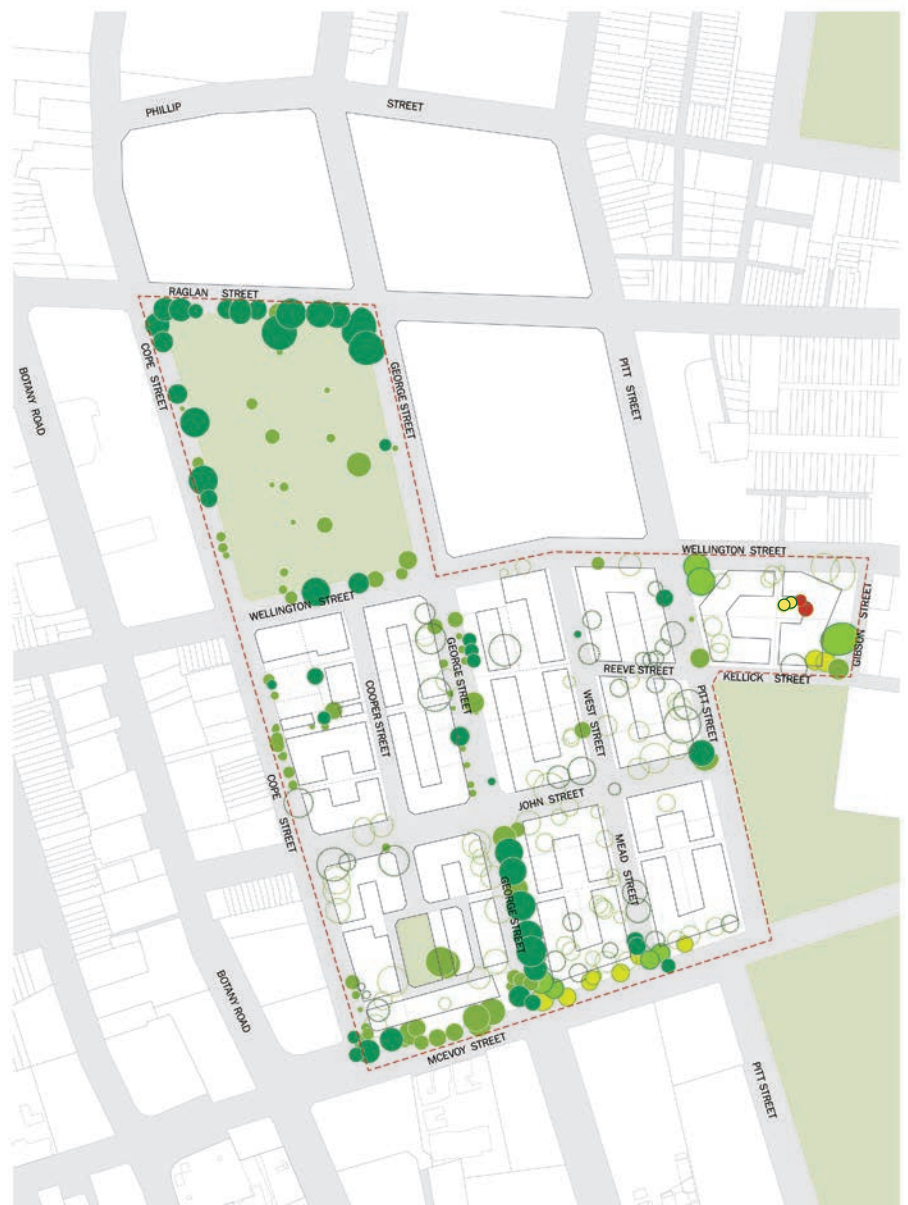 PHILLIP STREET
RAGLAN STREET
COPE STREET
GEORGE STREET
BOTANY ROAD
PITT STREET
WELLINGTON STREET
WELLINGTON STREET
GIBSON STREET
REEVE STREET
KELLICK STREET
GEORGE STREET
COOPER STREET
WEST STREET
PITT STREET
COPE STREET
JOHN STREET
MEAD STREET
GEORGE STREET
BOTANY ROAD
MCEVOY STREET
PITT STREET